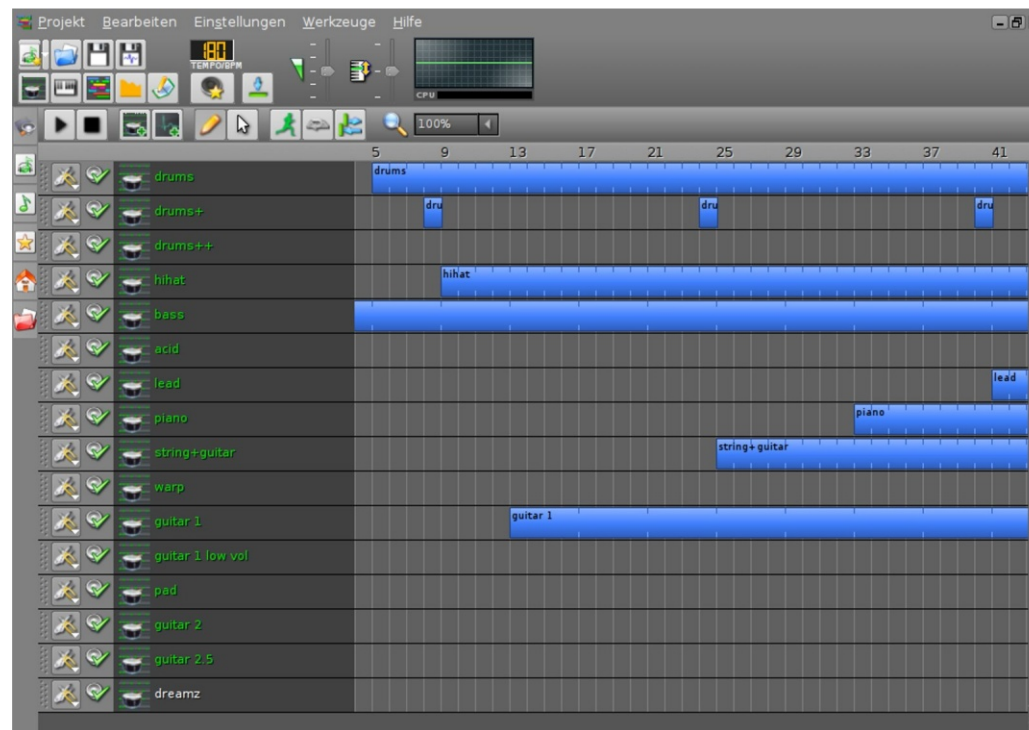 Projekt Bearbeiten Einstellungen Werkzeuge Hilfe
180
TEMPO/BPM
CPU
100%
5 9 13 17 21 25 29 33 37 41
drums drums
drums+ dru dru dru
drums++
hihat hihat
bass
acid
lead lead
piano piano
string+guitar string+guitar
warp
guitar 1 guitar 1
guitar 1 low vol
pad
guitar 2
guitar 2.5
dreamz